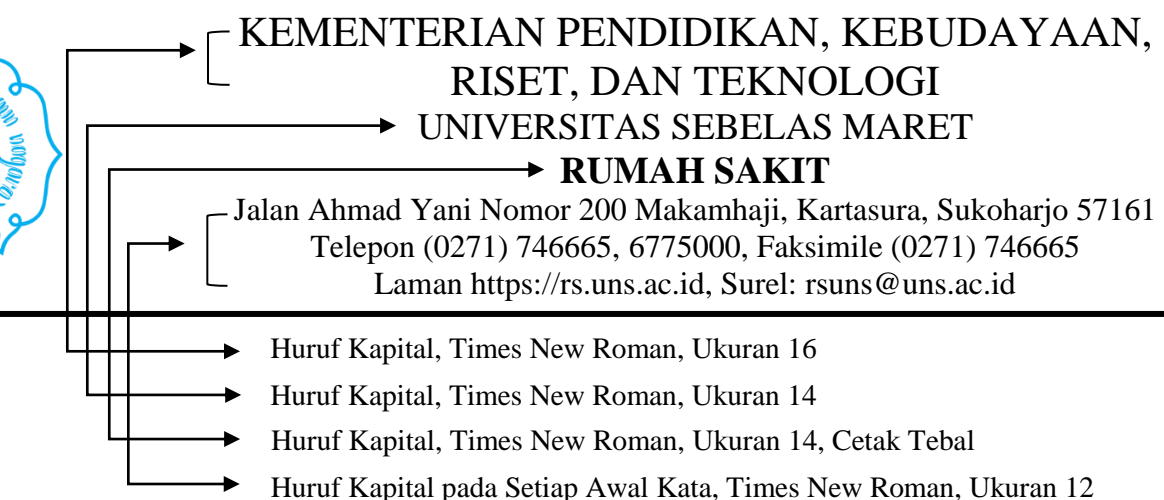 KEMENTERIAN PENDIDIKAN, KEBUDAYAAN,
RISET, DAN TEKNOLOGI
UNIVERSITAS SEBELAS MARET
RUMAH SAKIT
Jalan Ahmad Yani Nomor 200 Makamhaji, Kartasura, Sukoharjo 57161
Telepon (0271) 746665, 6775000, Faksimile (0271) 746665
Laman https://rs.uns.ac.id, Surel: rsuns@uns.ac.id
Huruf Kapital, Times New Roman, Ukuran 16
Huruf Kapital, Times New Roman, Ukuran 14
Huruf Kapital, Times New Roman, Ukuran 14, Cetak Tebal
Huruf Kapital pada Setiap Awal Kata, Times New Roman, Ukuran 12